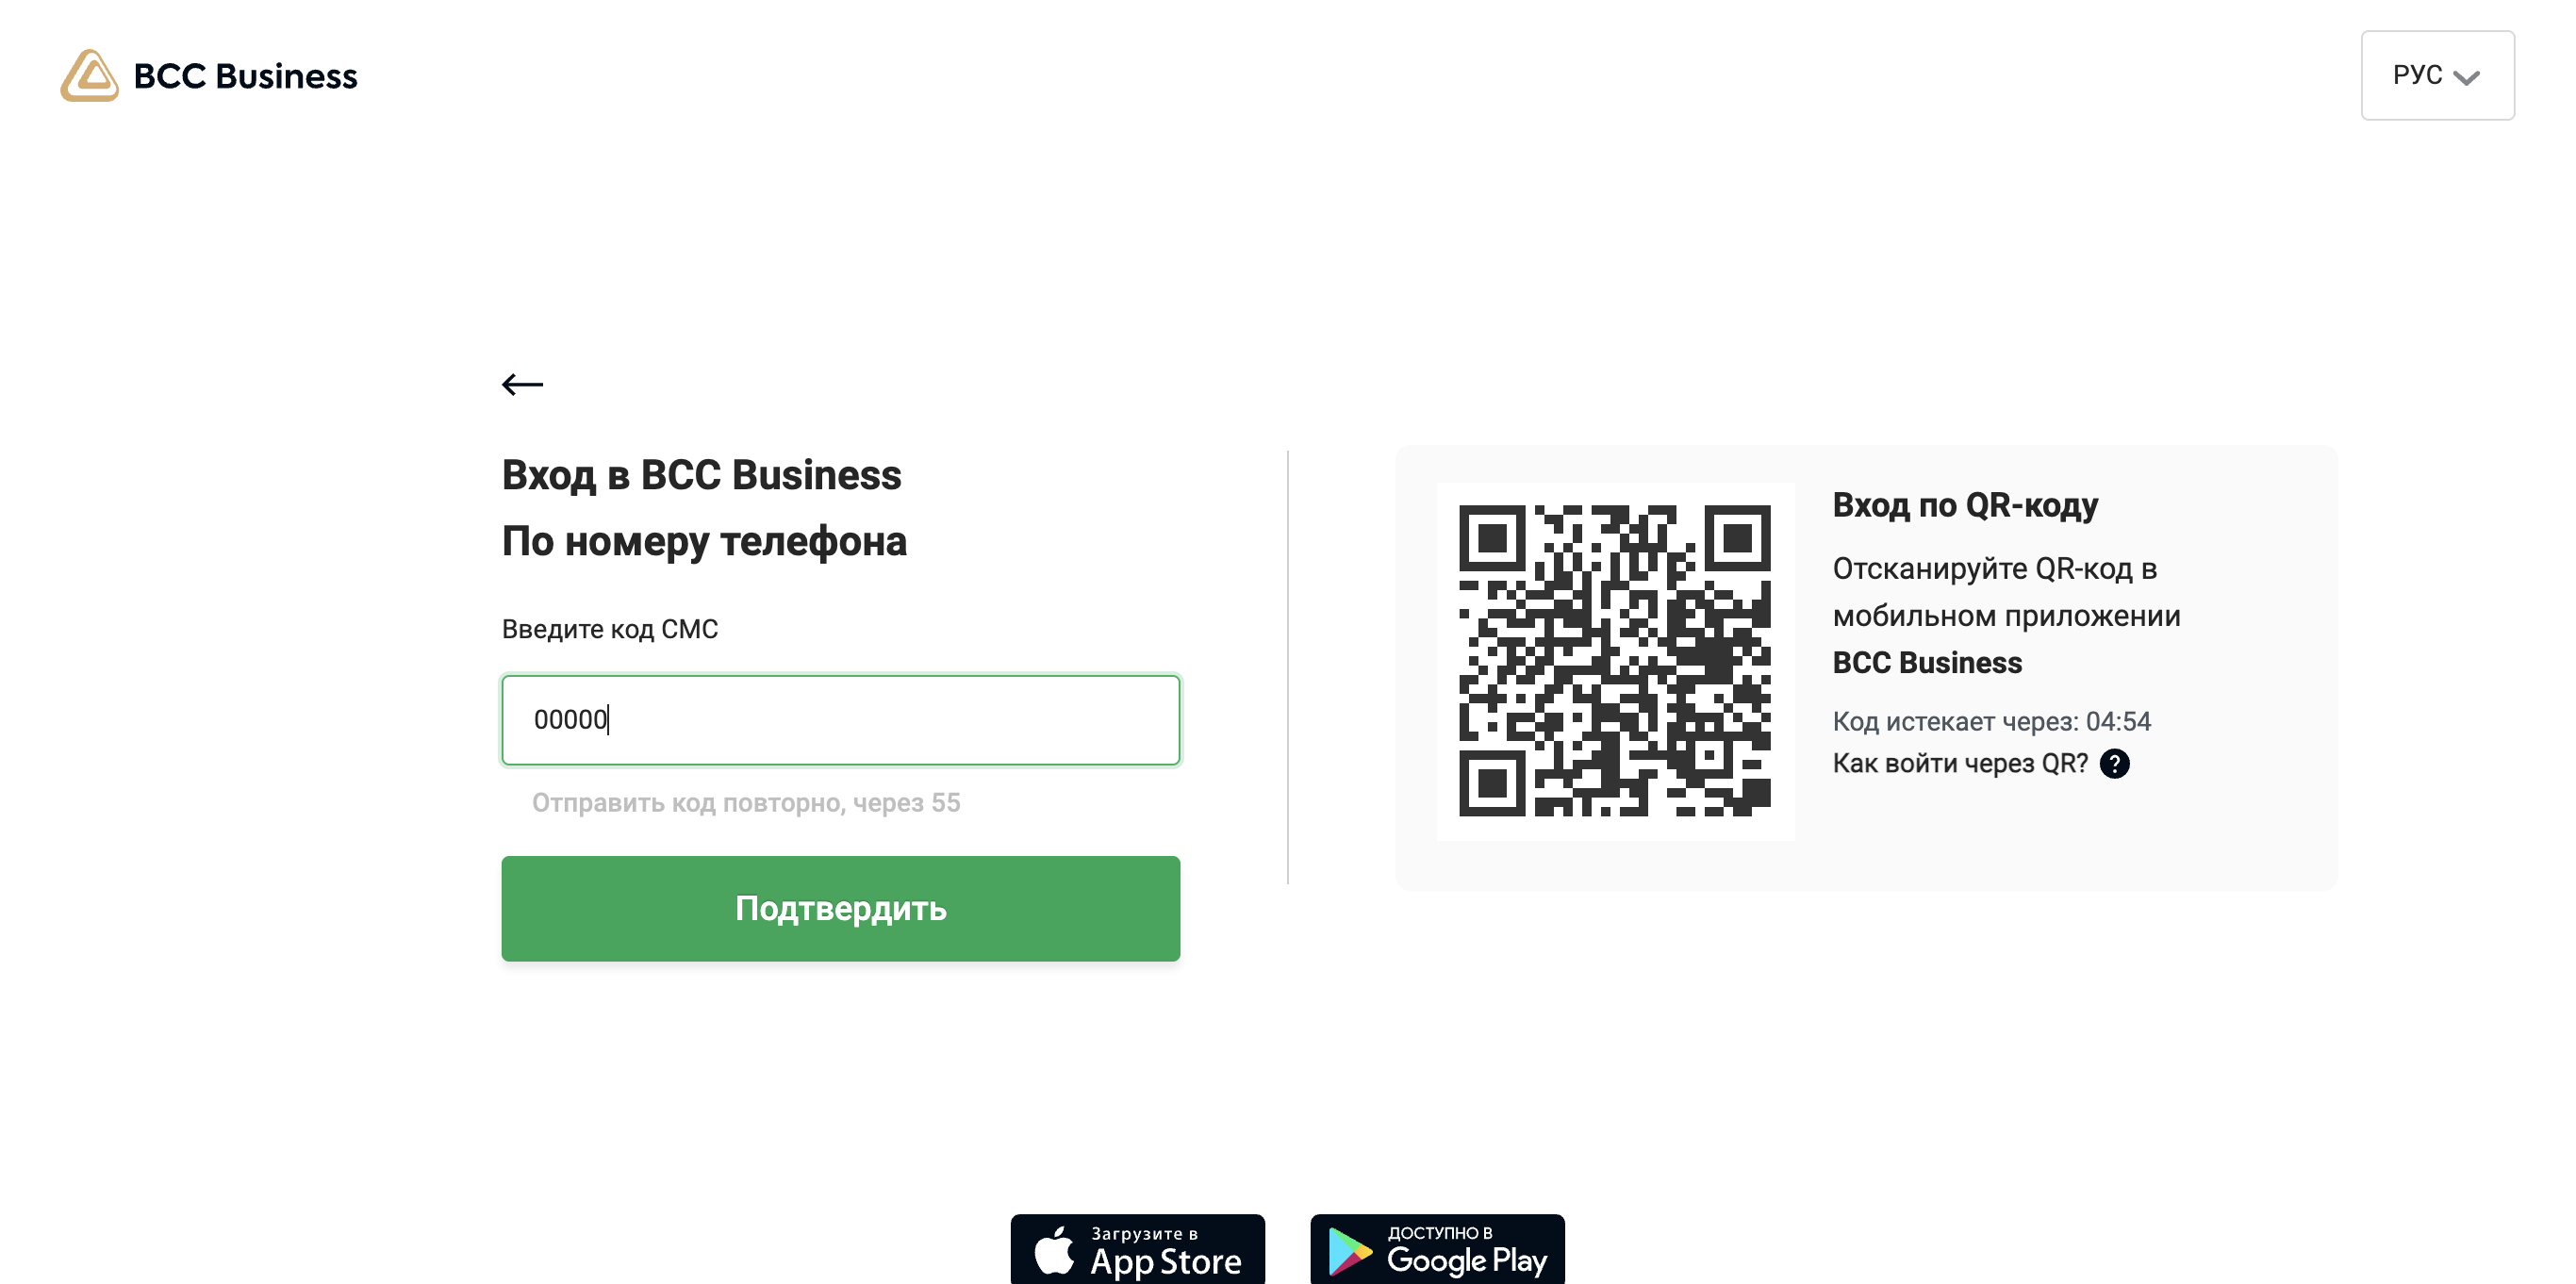 BCC Business
РУС
Вход в BCC Business
По номеру телефона
Введите код СМС
00000
Отправить код повторно, через 55
Подтвердить
Вход по QR-коду
Отсканируйте QR-код в
мобильном приложении
BCC Business
Код истекает через: 04:54
Как войти через QR? ?
Загрузите в
App Store
ДОСТУПНО В
Google Play